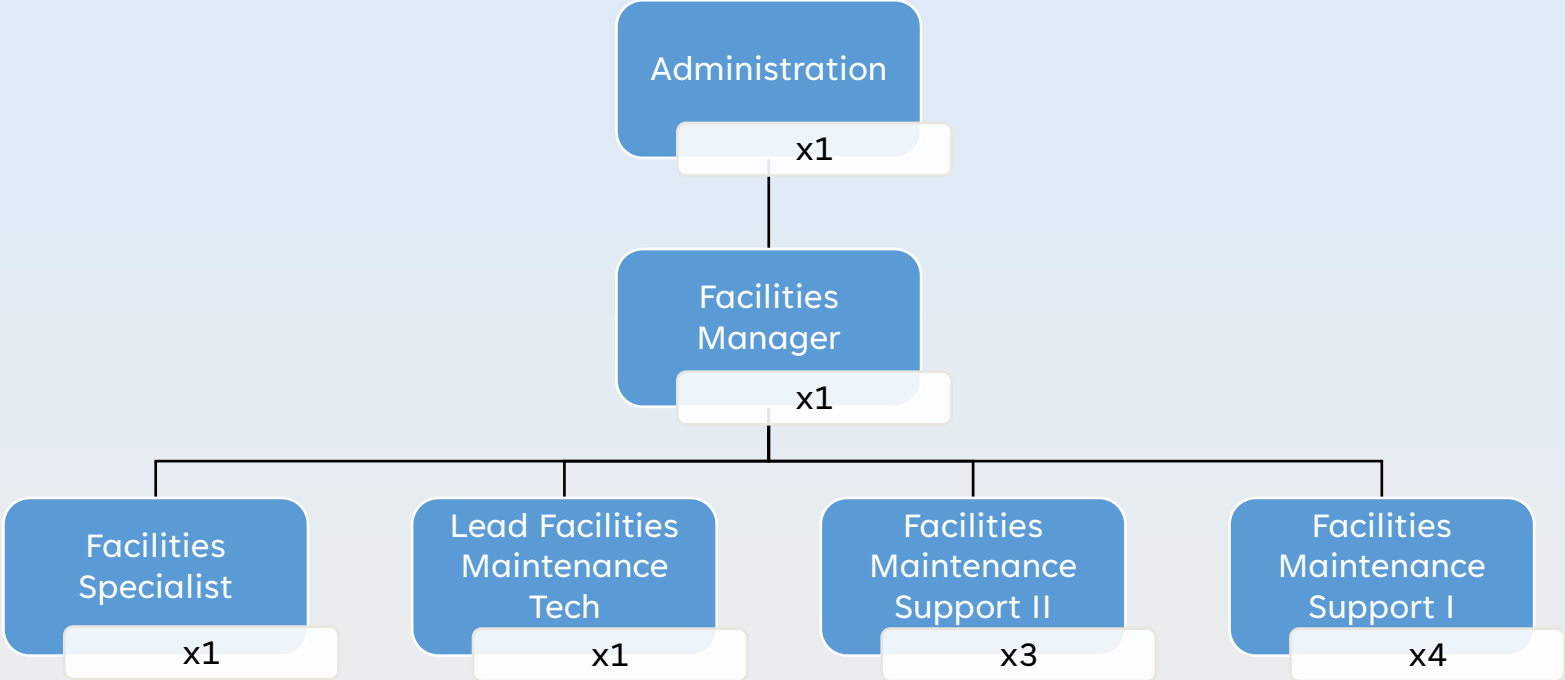 Administration
x1
Facilities
Manager
x1
Facilities
Specialist
x1
Lead Facilities
Maintenance
Tech
x1
Facilities
Maintenance
Support II
x3
Facilities
Maintenance
Support I
x4